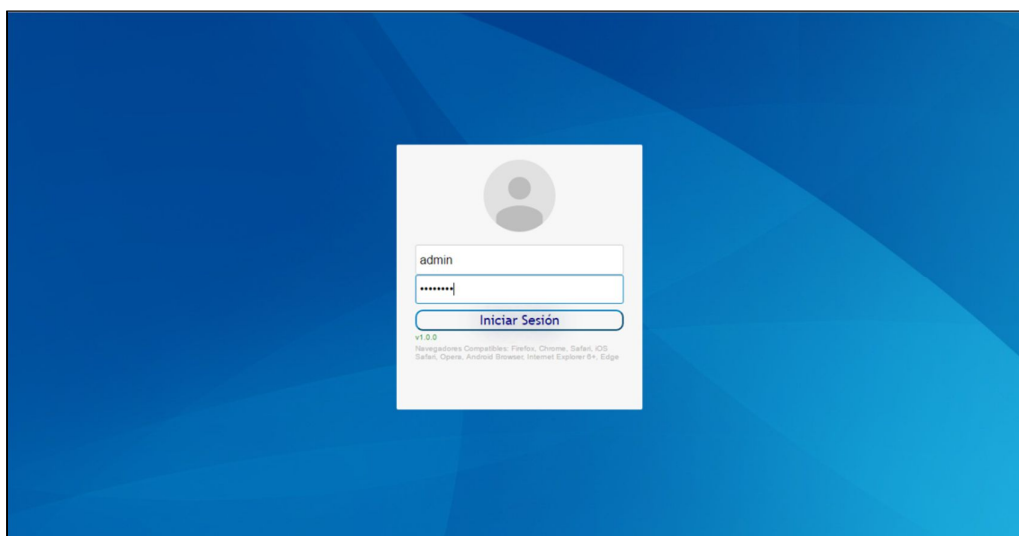 admin
••••••••
Iniciar Sesión
v1.0.0
Navegadores Compatibles: Firefox, Chrome, Safari, iOS
Safari, Opera, Android Browser, Internet Explorer 8+, Edge